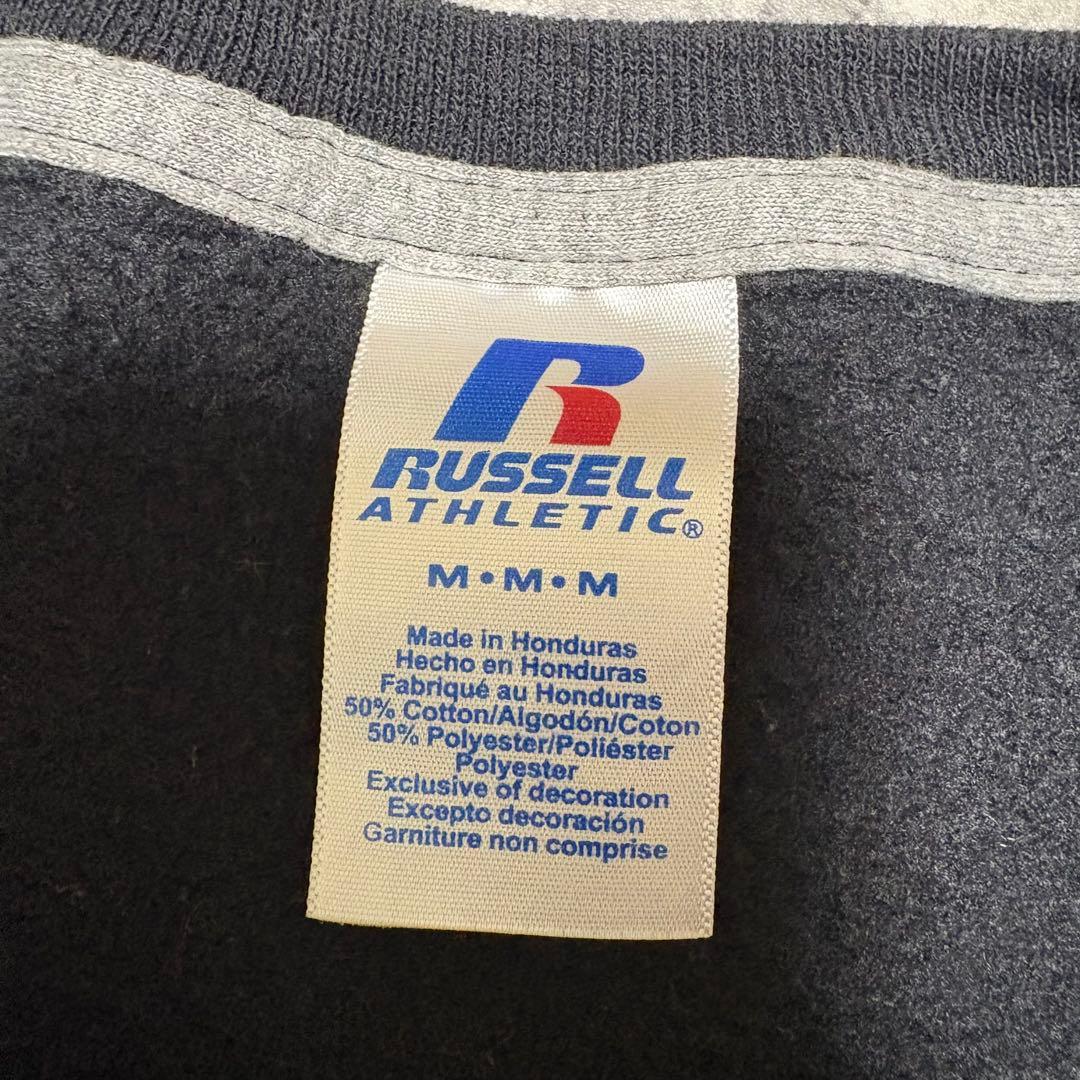 RUSSELL
ATHLETIC®
M•M•M
Made in Honduras
Hecho en Honduras
Fabriqué au Honduras
50% Cotton/Algodón/Coton
50% Polyester/Poliéster
Polyester
Exclusive of decoration
Excepto decoración
Garniture non comprise